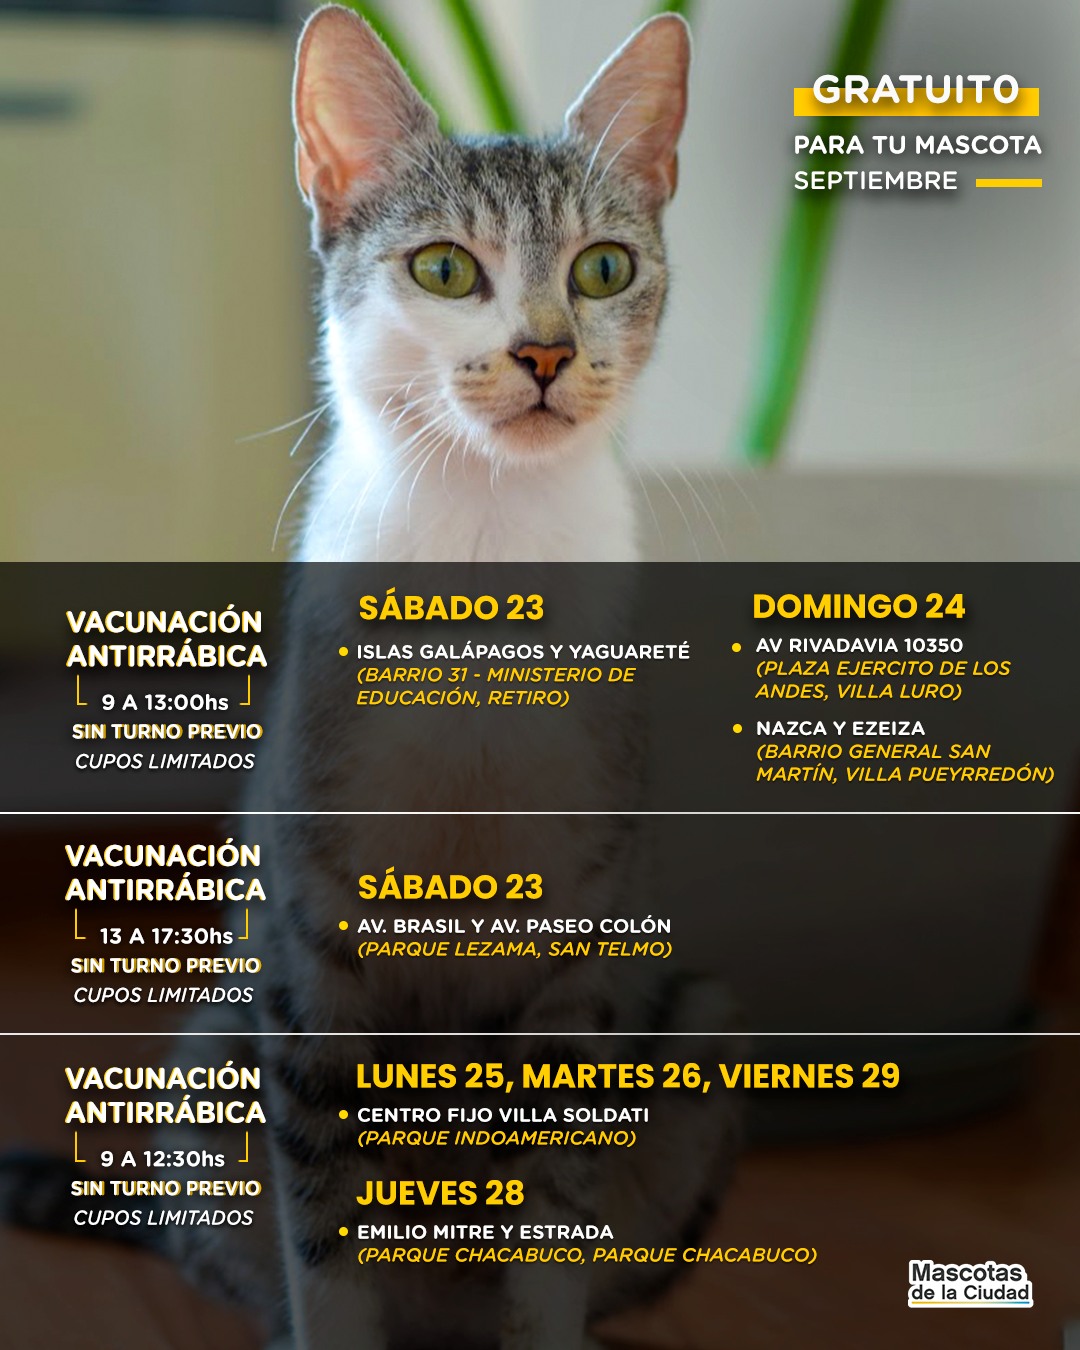 GRATUITO
PARA TU MASCOTA
SEPTIEMBRE
VACUNACIÓN
ANTIRRÁBICA
9 A 13:00hs
SIN TURNO PREVIO
CUPOS LIMITADOS
SÁBADO 23
ISLAS GALÁPAGOS Y YAGUARETÉ
(BARRIO 31 - MINISTERIO DE
EDUCACIÓN, RETIRO)
DOMINGO 24
AV RIVADAVIA 10350
(PLAZA EJERCITO DE LOS
ANDES, VILLA LURO)
NAZCA Y EZEIZA
(BARRIO GENERAL SAN
MARTÍN, VILLA PUEYRREDÓN)
VACUNACIÓN
ANTIRRÁBICA
13 A 17:30hs
SIN TURNO PREVIO
CUPOS LIMITADOS
SÁBADO 23
AV. BRASIL Y AV. PASEO COLÓN
(PARQUE LEZAMA, SAN TELMO)
VACUNACIÓN
ANTIRRÁBICA
9 A 12:30hs
SIN TURNO PREVIO
CUPOS LIMITADOS
LUNES 25, MARTES 26, VIERNES 29
CENTRO FIJO VILLA SOLDATI
(PARQUE INDOAMERICANO)
JUEVES 28
EMILIO MITRE Y ESTRADA
(PARQUE CHACABUCO, PARQUE CHACABUCO)
Mascotas
de la Ciudad